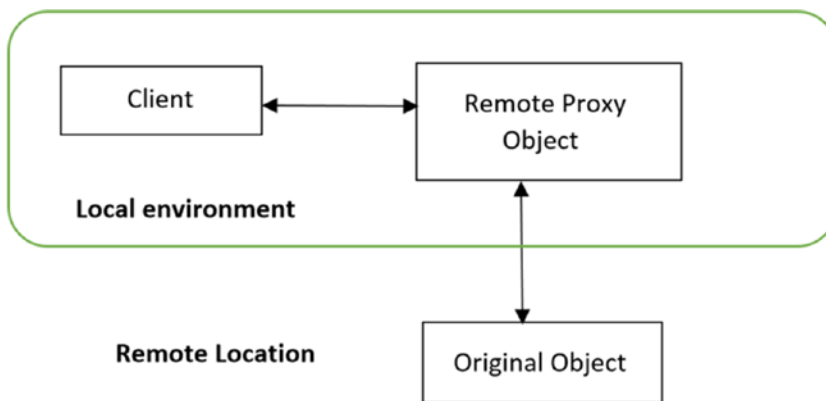 Client
Remote Proxy
Object
Local environment
Remote Location
Original Object